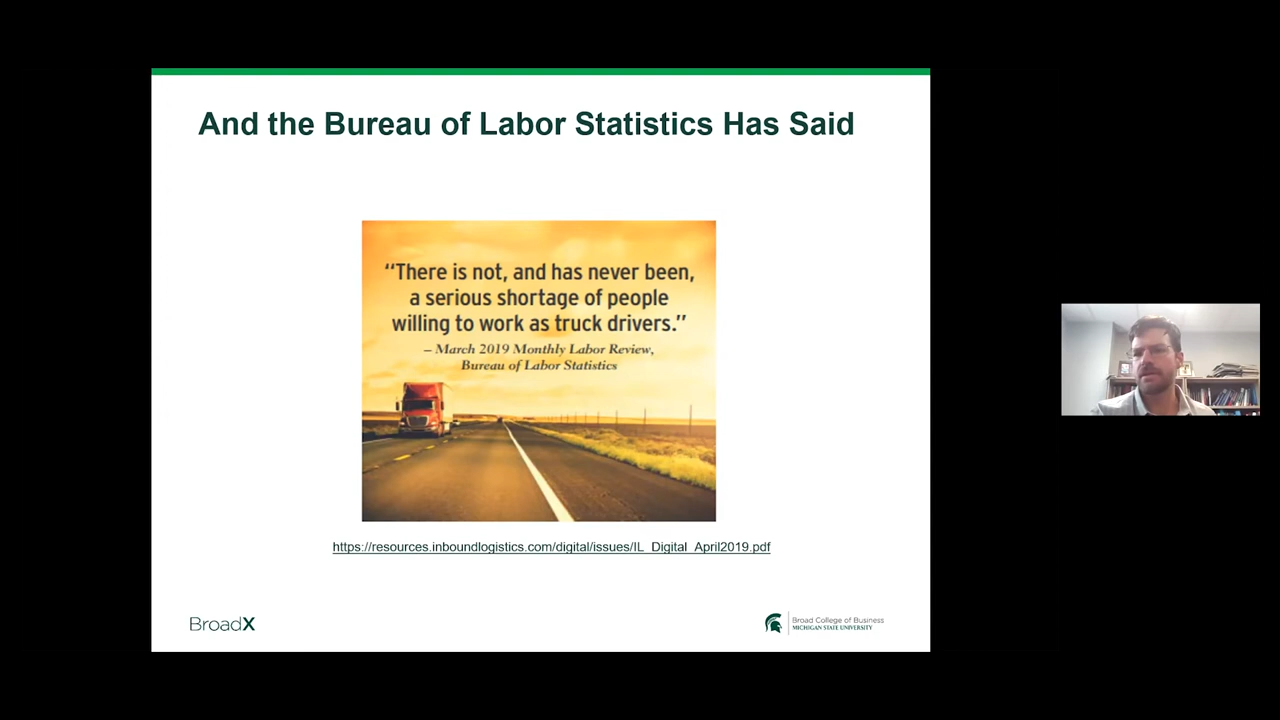 And the Bureau of Labor Statistics Has Said
“There is not, and has never been,
a serious shortage of people
willing to work as truck drivers.”
– March 2019 Monthly Labor Review,
Bureau of Labor Statistics
https://resources.inboundlogistics.com/digital/issues/IL_Digital_April2019.pdf
BroadX
Broad College of Business
MICHIGAN STATE UNIVERSITY